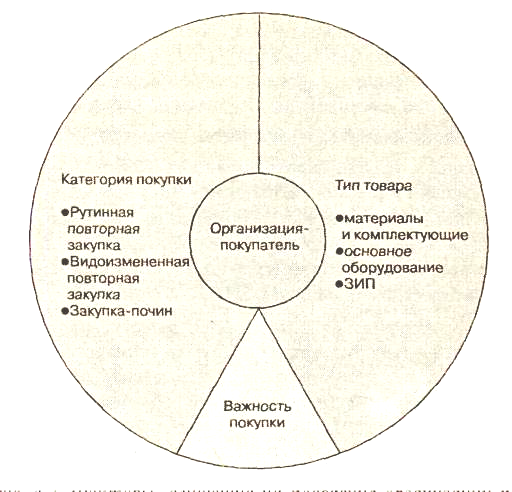 Категория покупки
●Рутинная
повторная
закупка
●Видоизмененная
повторная
закупка
●Закупка-почин
Организация-
покупатель
Тип товара
●материалы
и комплектующие
●основное
оборудование
●ЗИП
Важность
покупки